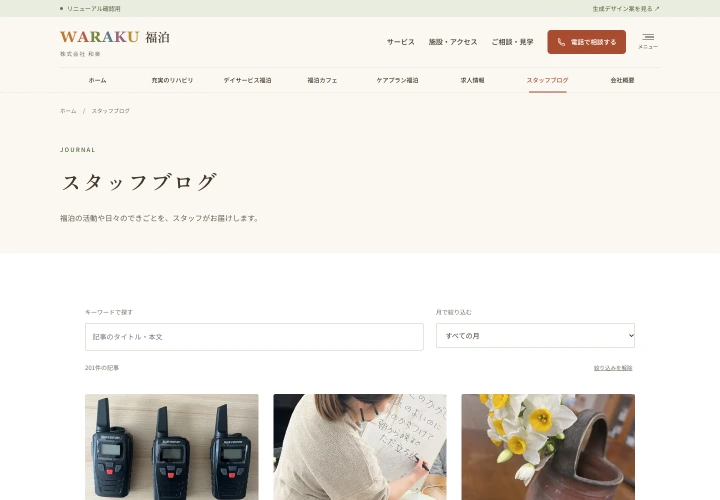 リニューアル確認用
生成デザイン案を見る ↗
WARAKU 福泊
株式会社 和楽
サービス
施設・アクセス
ご相談・見学
電話で相談する
メニュー
ホーム
充実のリハビリ
デイサービス福泊
福泊カフェ
ケアプラン福泊
求人情報
スタッフブログ
会社概要
ホーム / スタッフブログ
JOURNAL
スタッフブログ
福泊の活動や日々のできごとを、スタッフがお届けします。
キーワードで探す
月で絞り込む
記事のタイトル・本文
すべての月
201件の記事
絞り込みを解除